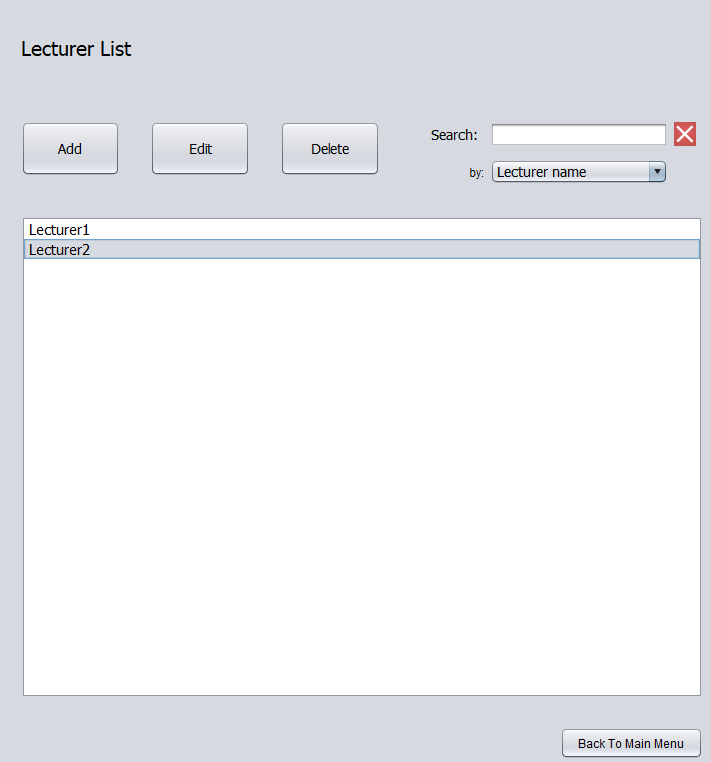 Lecturer List
Add Edit Delete Search:
by: Lecturer name
Lecturer1
Lecturer2
Back To Main Menu